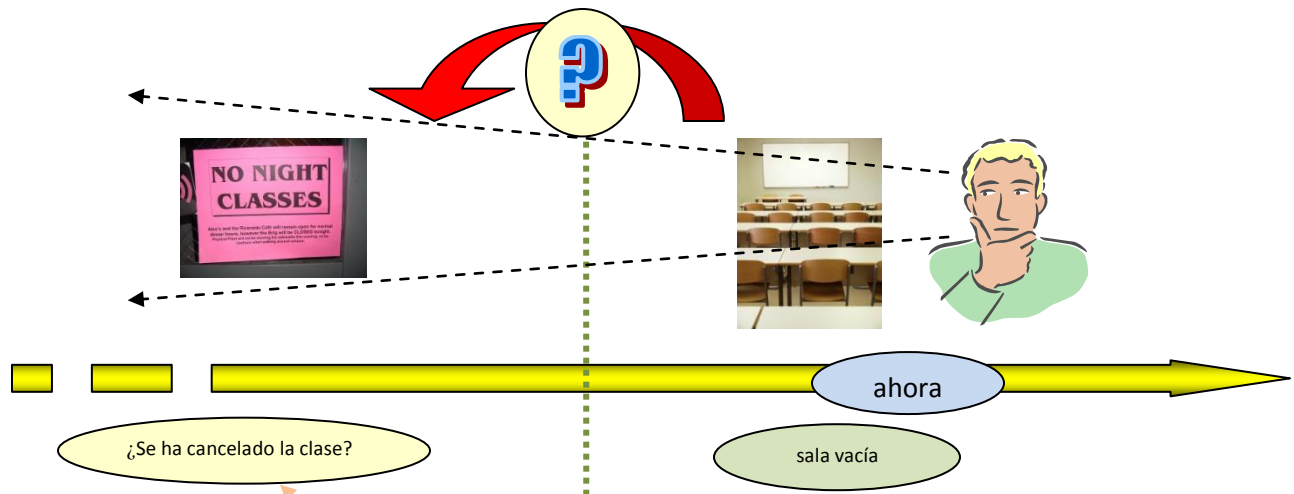 ?
NO NIGHT
CLASSES
ahora
¿Se ha cancelado la clase?
sala vacía